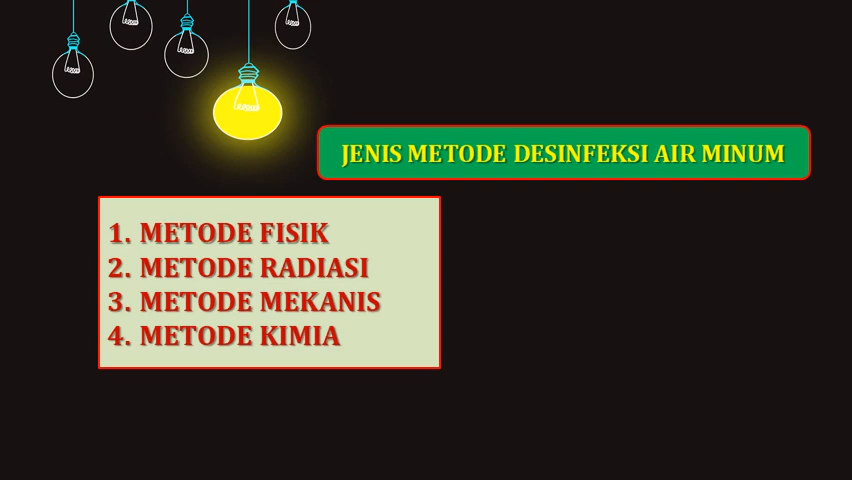 JENIS METODE DESINFEKSI AIR MINUM
1. METODE FISIK
2. METODE RADIASI
3. METODE MEKANIS
4. METODE KIMIA